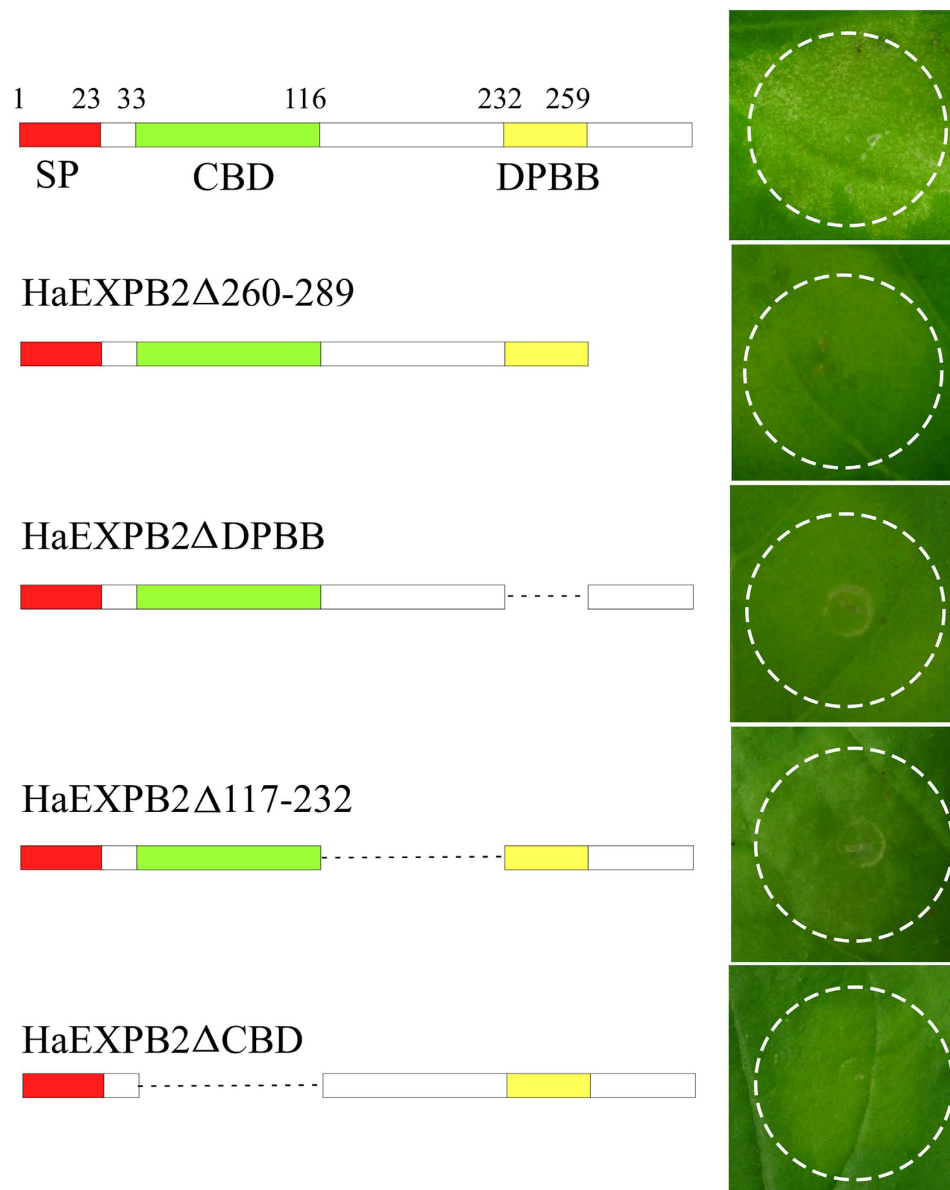 1 23 33 116 232 259
SP CBD DPBB
HaEXPB2Δ260-289
HaEXPB2ΔDPBB
HaEXPB2Δ117-232
HaEXPB2ΔCBD